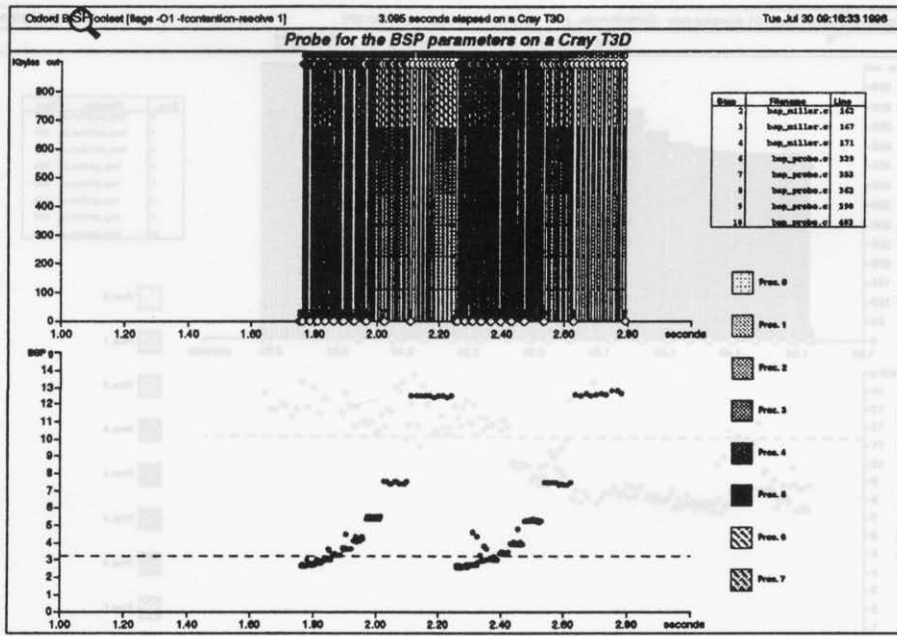 Oxford BSP oolset [flags -O1 -fcontention-resolve 1] 3.095 seconds elapsed on a Cray T3D Tue Jul 30 09:16:33 1996
Probe for the BSP parameters on a Cray T3D
Kbytes out
900
800
700
600
500
400
300
200
100
0
1.00 1.20 1.40 1.60 1.80 2.00 2.20 2.40 2.60 2.80 seconds
Step Filename Line
2 bsp_miller.c 162
3 bsp_miller.c 167
4 bsp_miller.c 171
6 bsp_probe.c 329
7 bsp_probe.c 353
8 bsp_probe.c 362
9 bsp_probe.c 390
10 bsp_probe.c 402
Proc. 0
Proc. 1
Proc. 2
Proc. 3
Proc. 4
Proc. 5
Proc. 6
Proc. 7
BSP g
14
13
12
11
10
9
8
7
6
5
4
3
2
1
0
1.00 1.20 1.40 1.60 1.80 2.00 2.20 2.40 2.60 2.80 seconds